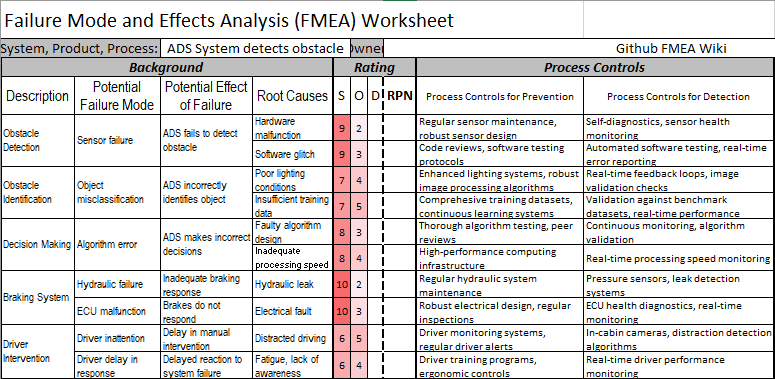 Failure Mode and Effects Analysis (FMEA) Worksheet
System, Product, Process: ADS System detects obstacle Owner Github FMEA Wiki
Background Rating Process Controls
Description Potential Failure Mode Potential Effect of Failure Root Causes S O D RPN Process Controls for Prevention Process Controls for Detection
Obstacle Detection Sensor failure ADS fails to detect obstacle Hardware malfunction 9 2 Regular sensor maintenance, robust sensor design Self-diagnostics, sensor health monitoring
Software glitch 9 3 Code reviews, software testing protocols Automated software testing, real-time error reporting
Obstacle Identification Object misclassification ADS incorrectly identifies object Poor lighting conditions 7 4 Enhanced lighting systems, robust image processing algorithms Real-time feedback loops, image validation checks
Insufficient training data 7 5 Comprehesive training datasets, continuous learning systems Validation against benchmark datasets, real-time performance
Decision Making Algorithm error ADS makes incorrect decisions Faulty algorithm design 8 3 Thorough algorithm testing, peer reviews Continuous monitoring, algorithm validation
Inadequate processing speed 8 4 High-performance computing infrastructure Real-time processing speed monitoring
Braking System Hydraulic failure Inadequate braking response Hydraulic leak 10 2 Regular hydraulic system maintenance Pressure sensors, leak detection systems
ECU malfunction Brakes do not respond Electrical fault 10 3 Robust electrical design, regular inspections ECU health diagnostics, real-time monitoring
Driver Intervention Driver inattention Delay in manual intervention Distracted driving 6 5 Driver monitoring systems, regular driver alerts In-cabin cameras, distraction detection algorithms
Driver delay in response Delayed reaction to system failure Fatigue, lack of awareness 6 4 Driver training programs, ergonomic controls Real-time driver performance monitoring